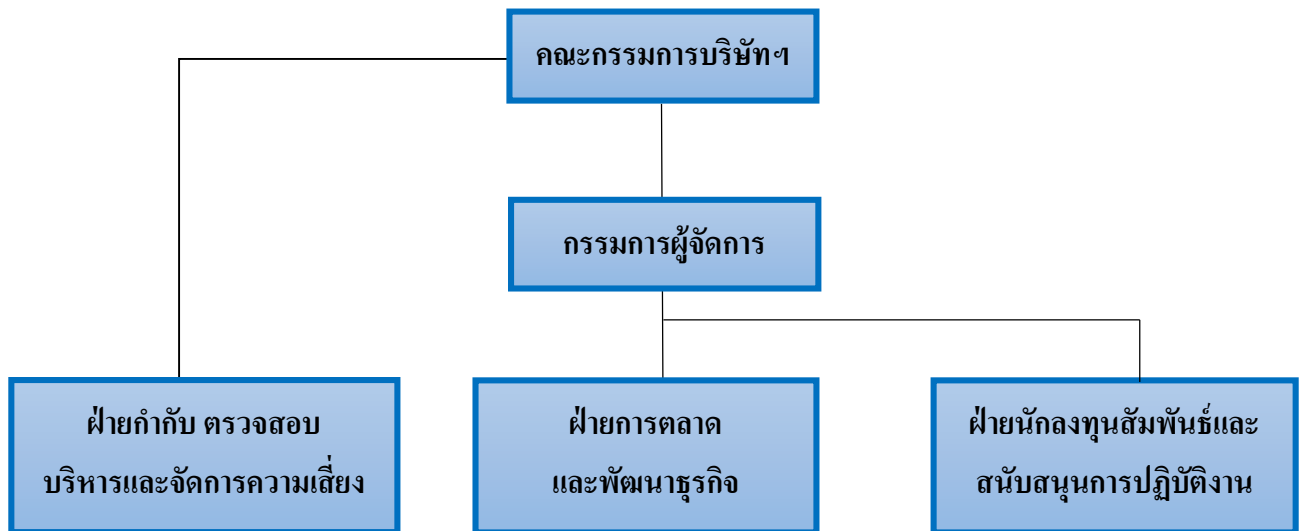 คณะกรรมการบริษัทฯ
กรรมการผู้จัดการ
ฝ่ายกำกับ ตรวจสอบ
บริหารและจัดการความเสี่ยง
ฝ่ายการตลาด
และพัฒนาธุรกิจ
ฝ่ายนักลงทุนสัมพันธ์และ
สนับสนุนการปฏิบัติงาน